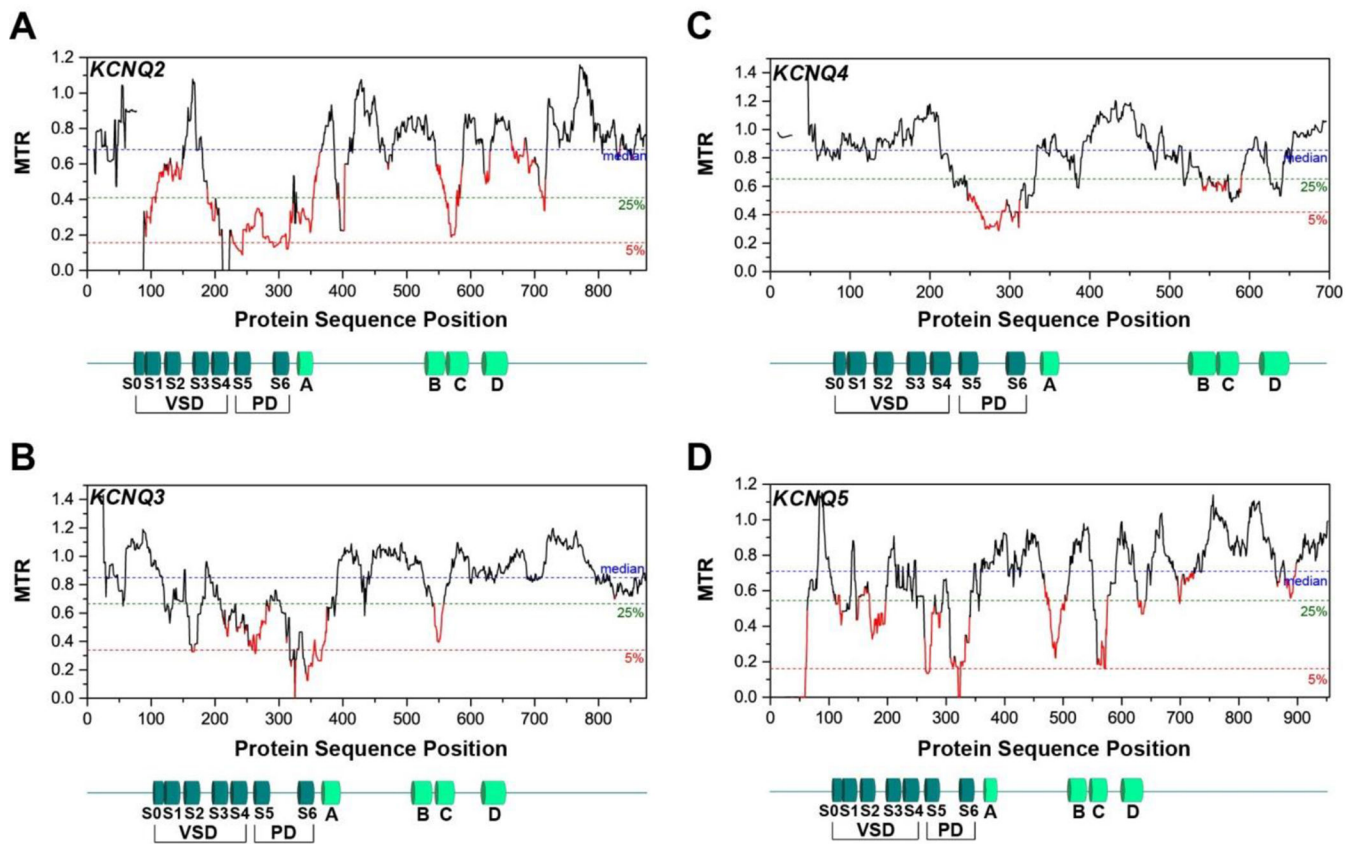 A
KCNQ2
MTR
1.2
1.0
0.8
0.6
0.4
0.2
0.0
median
25%
5%
0 100 200 300 400 500 600 700 800
Protein Sequence Position
S0 S1 S2 S3 S4 S5 S6 A B C D
VSD PD
B
KCNQ3
MTR
1.4
1.2
1.0
0.8
0.6
0.4
0.2
0.0
median
25%
5%
0 100 200 300 400 500 600 700 800
Protein Sequence Position
S0 S1 S2 S3 S4 S5 S6 A B C D
VSD PD
C
KCNQ4
MTR
1.4
1.2
1.0
0.8
0.6
0.4
0.2
0.0
median
25%
5%
0 100 200 300 400 500 600 700
Protein Sequence Position
S0 S1 S2 S3 S4 S5 S6 A B C D
VSD PD
D
KCNQ5
MTR
1.2
1.0
0.8
0.6
0.4
0.2
0.0
median
25%
5%
0 100 200 300 400 500 600 700 800 900
Protein Sequence Position
S0 S1 S2 S3 S4 S5 S6 A B C D
VSD PD